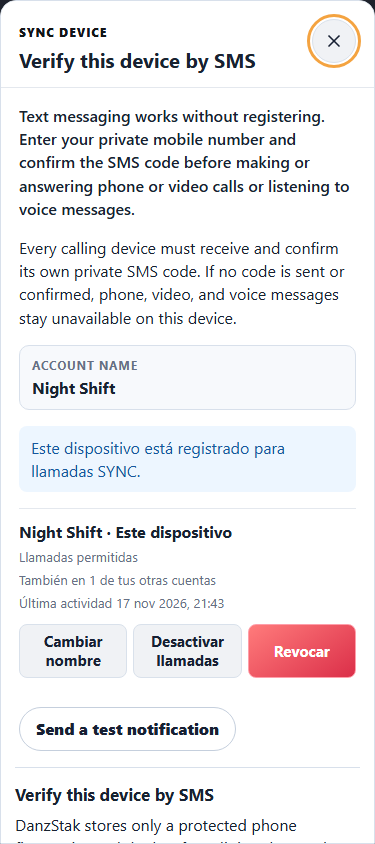 SYNC DEVICE
Verify this device by SMS
Text messaging works without registering.
Enter your private mobile number and
confirm the SMS code before making or
answering phone or video calls or listening to
voice messages.
Every calling device must receive and confirm
its own private SMS code. If no code is sent or
confirmed, phone, video, and voice messages
stay unavailable on this device.
ACCOUNT NAME
Night Shift
Este dispositivo está registrado para
llamadas SYNC.
Night Shift · Este dispositivo
Llamadas permitidas
También en 1 de tus otras cuentas
Última actividad 17 nov 2026, 21:43
Cambiar
nombre
Desactivar
llamadas
Revocar
Send a test notification
Verify this device by SMS
DanzStak stores only a protected phone